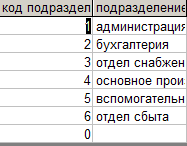 код подраздел подразделение
1 администрация
2 бухгалтерия
3 отдел снабжен
4 основное прои
5 вспомогательн
6 отдел сбыта
0